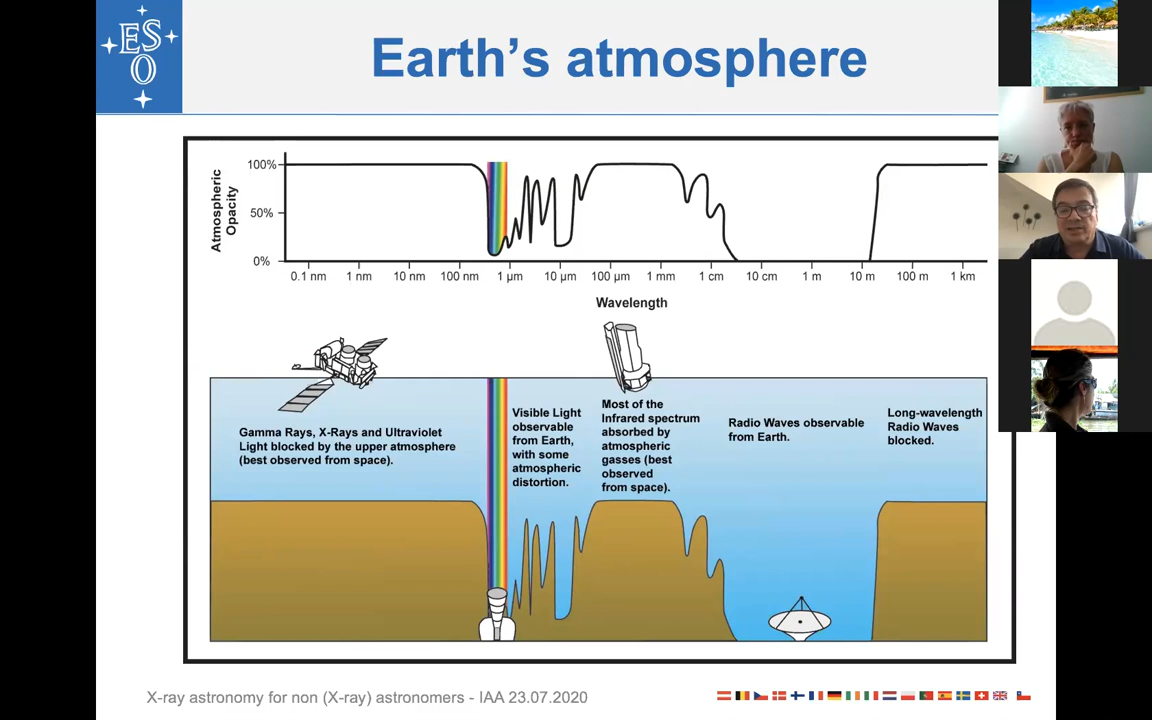 ES
O
Earth's atmosphere
Atmospheric
Opacity
100%
50%
0%
0.1 nm 1 nm 10 nm 100 nm 1 μm 10 μm 100 μm 1 mm 1 cm 10 cm 1 m 10 m 100 m 1 km
Wavelength
Gamma Rays, X-Rays and Ultraviolet
Light blocked by the upper atmosphere
(best observed from space).
Visible Light
observable
from Earth,
with some
atmospheric
distortion.
Most of the
Infrared spectrum
absorbed by
atmospheric
gasses (best
observed
from space).
Radio Waves observable
from Earth.
Long-wavelength
Radio Waves
blocked.
X-ray astronomy for non (X-ray) astronomers - IAA 23.07.2020